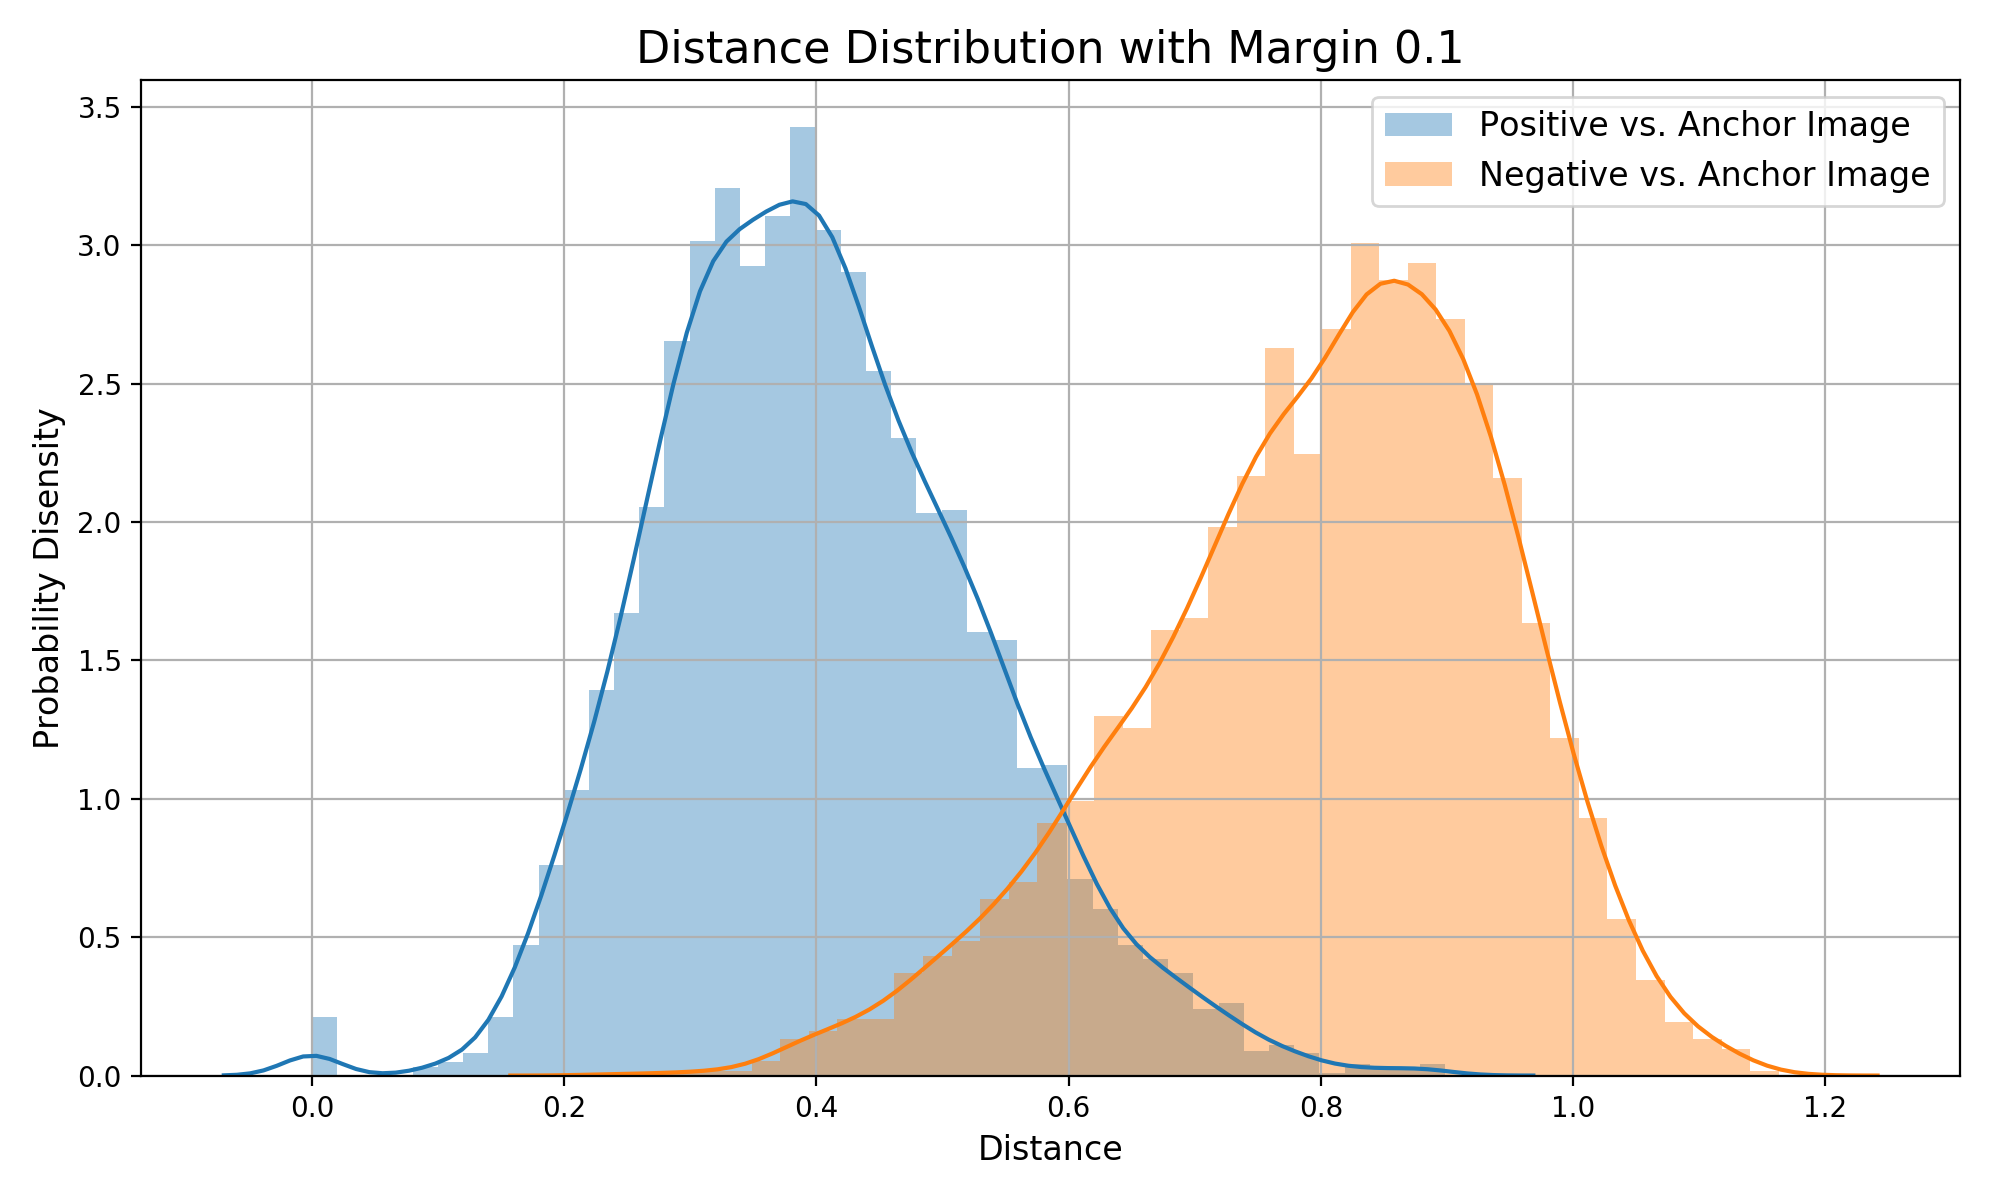 Distance Distribution with Margin 0.1
Positive vs. Anchor Image
Negative vs. Anchor Image
Probability Disensity
3.5
3.0
2.5
2.0
1.5
1.0
0.5
0.0
0.0 0.2 0.4 0.6 0.8 1.0 1.2
Distance